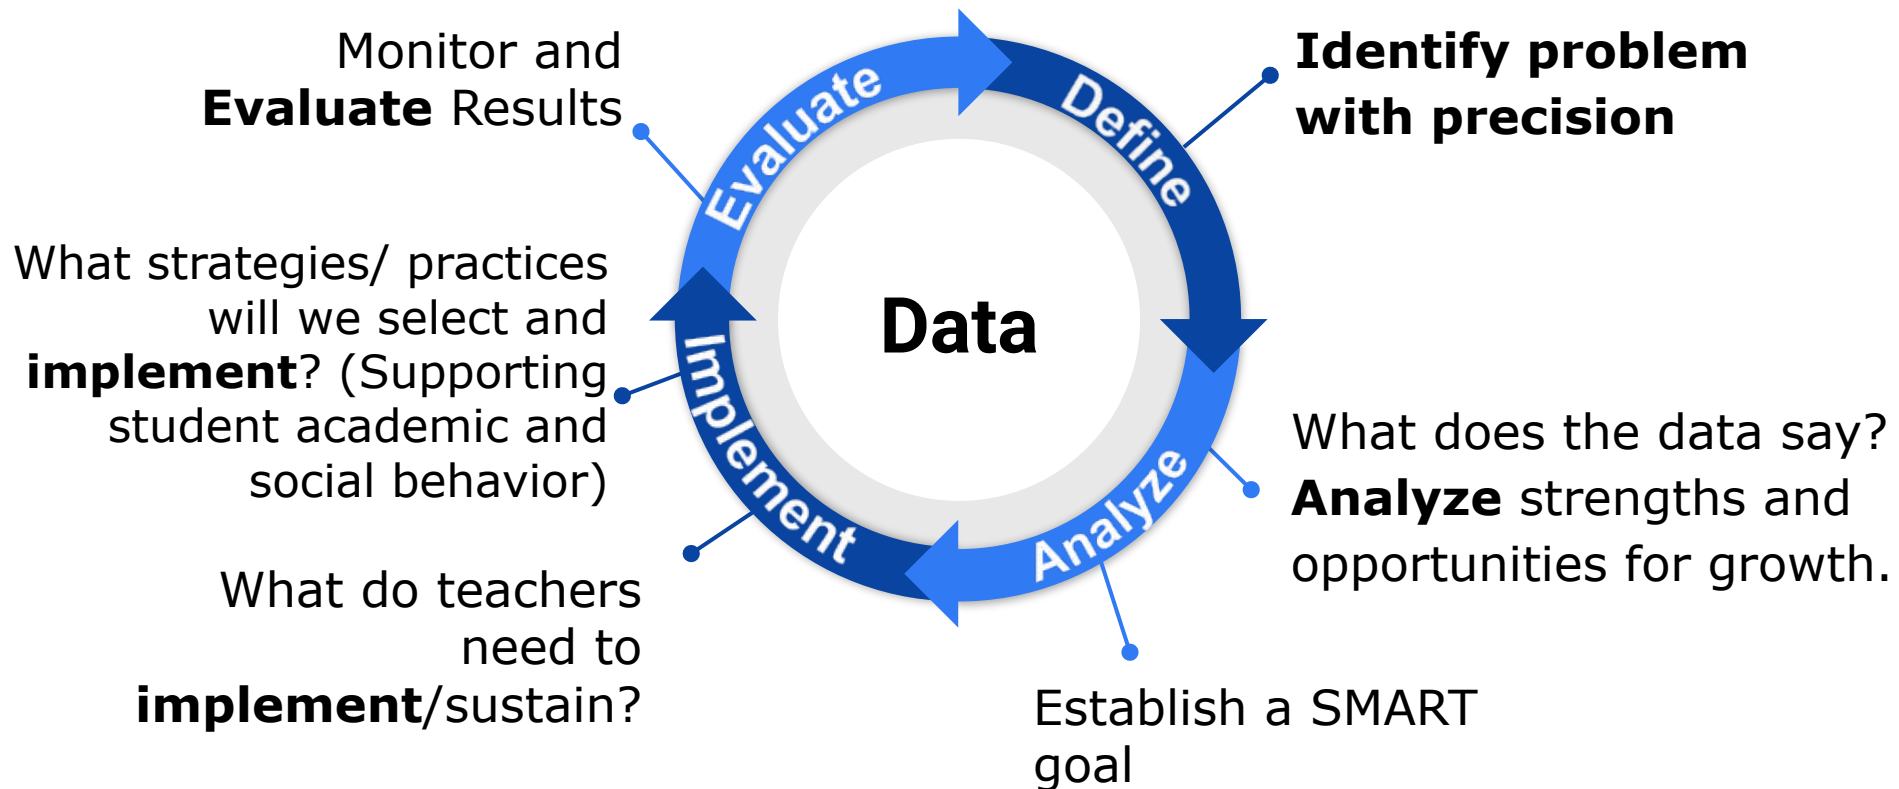 Monitor and
Evaluate Results
Evaluate
Define
Identify problem
with precision
What strategies/ practices
will we select and
implement? (Supporting
student academic and
social behavior)
Data
Implement
Analyze
What does the data say?
Analyze strengths and
opportunities for growth.
What do teachers
need to
implement/sustain?
Establish a SMART
goal